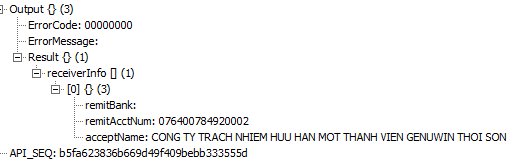 Output {} (3)
ErrorCode: 00000000
ErrorMessage:
Result {} (1)
receiverInfo [] (1)
[0] {} (3)
remitBank:
remitAcctNum: 076400784920002
acceptName: CONG TY TRACH NHIEM HUU HAN MOT THANH VIEN GENUWIN THOI SON
API_SEQ: b5fa623836b669d49f409bebb333555d